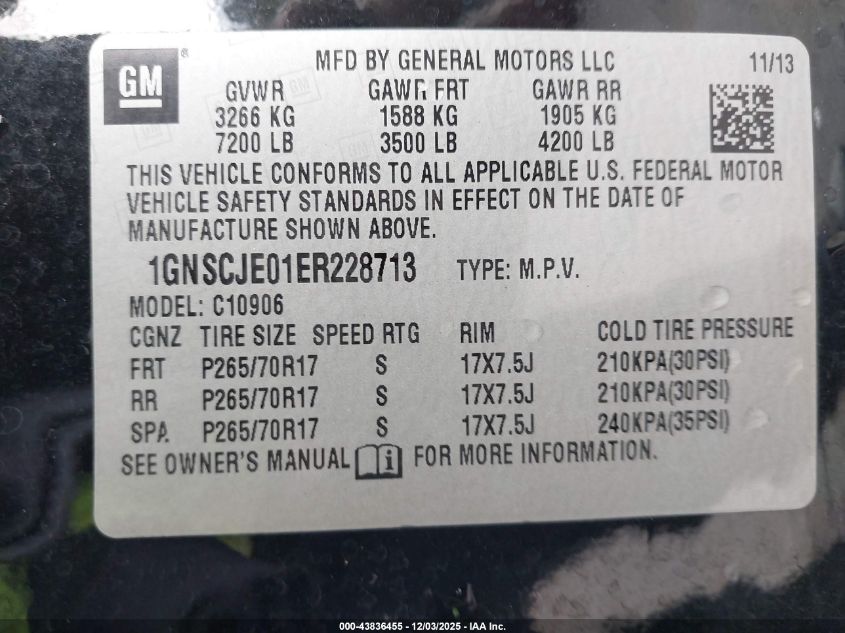 GM ®
MFD BY GENERAL MOTORS LLC 11/13
GVWR GAWR FRT GAWR RR
3266 KG 1588 KG 1905 KG
7200 LB 3500 LB 4200 LB
THIS VEHICLE CONFORMS TO ALL APPLICABLE U.S. FEDERAL MOTOR
VEHICLE SAFETY STANDARDS IN EFFECT ON THE DATE OF
MANUFACTURE SHOWN ABOVE.
1GNSCJE01ER228713 TYPE: M.P.V.
MODEL: C10906
CGNZ TIRE SIZE SPEED RTG RIM COLD TIRE PRESSURE
FRT P265/70R17 S 17X7.5J 210KPA(30PSI)
RR P265/70R17 S 17X7.5J 210KPA(30PSI)
SPA P265/70R17 S 17X7.5J 240KPA(35PSI)
SEE OWNER'S MANUAL i FOR MORE INFORMATION.
000-43836455 - 12/03/2025 - IAA Inc.